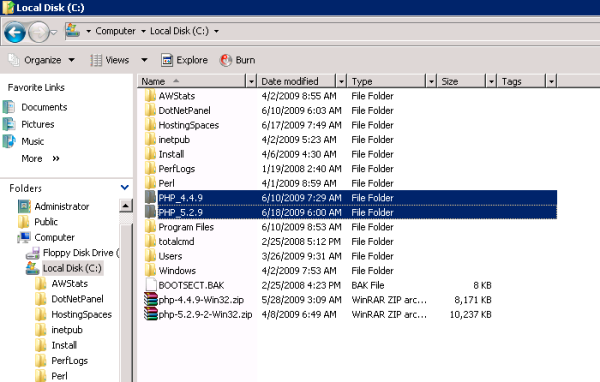 Local Disk (C:)
Computer Local Disk (C:)
Organize Views Explore Burn
Favorite Links
Documents
Pictures
Music
More »
Folders
Administrator
Public
Computer
Floppy Disk Drive (
Local Disk (C:)
AWStats
DotNetPanel
HostingSpaces
inetpub
Install
PerfLogs
Perl
Name Date modified Type Size Tags
AWStats 4/2/2009 8:55 AM File Folder
DotNetPanel 6/10/2009 6:03 AM File Folder
HostingSpaces 6/17/2009 7:49 AM File Folder
inetpub 4/2/2009 5:23 AM File Folder
Install 4/6/2009 4:30 AM File Folder
PerfLogs 1/19/2008 2:40 AM File Folder
Perl 4/1/2009 8:59 AM File Folder
PHP_4.4.9 6/10/2009 7:29 AM File Folder
PHP_5.2.9 6/18/2009 6:00 AM File Folder
Program Files 6/10/2009 8:53 AM File Folder
totalcmd 2/25/2008 5:12 PM File Folder
Users 3/26/2009 9:31 AM File Folder
Windows 4/2/2009 7:53 AM File Folder
BOOTSECT.BAK 2/25/2008 4:23 PM BAK File 8 KB
php-4.4.9-Win32.zip 5/28/2009 3:09 AM WinRAR ZIP arc... 8,171 KB
php-5.2.9-2-Win32.zip 4/8/2009 6:49 AM WinRAR ZIP arc... 10,237 KB